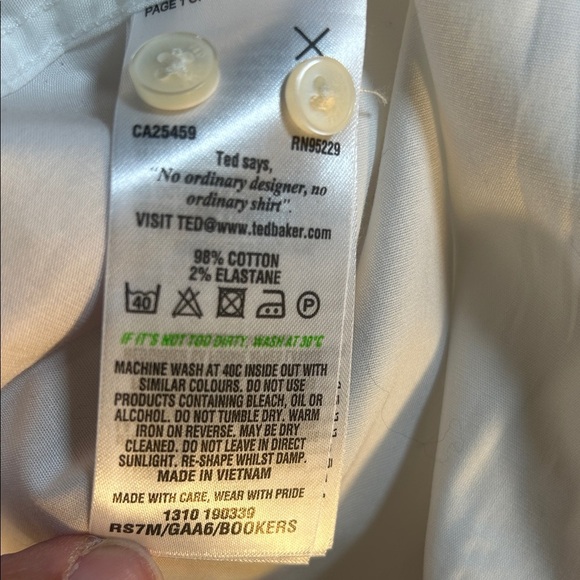 PAGE 1 O
CA25459
RN95229
Ted says,
"No ordinary designer, no
ordinary shirt".
VISIT TED@www.tedbaker.com
98% COTTON
2% ELASTANE
40 P
IF IT'S NOT TOO DIRTY, WASH AT 30°C
MACHINE WASH AT 40C INSIDE OUT WITH
SIMILAR COLOURS. DO NOT USE
PRODUCTS CONTAINING BLEACH, OIL OR
ALCOHOL. DO NOT TUMBLE DRY. WARM
IRON ON REVERSE. MAY BE DRY
CLEANED. DO NOT LEAVE IN DIRECT
SUNLIGHT. RE-SHAPE WHILST DAMP.
MADE IN VIETNAM
MADE WITH CARE, WEAR WITH PRIDE
1310 190339
RS7M/GAA6/BOOKERS